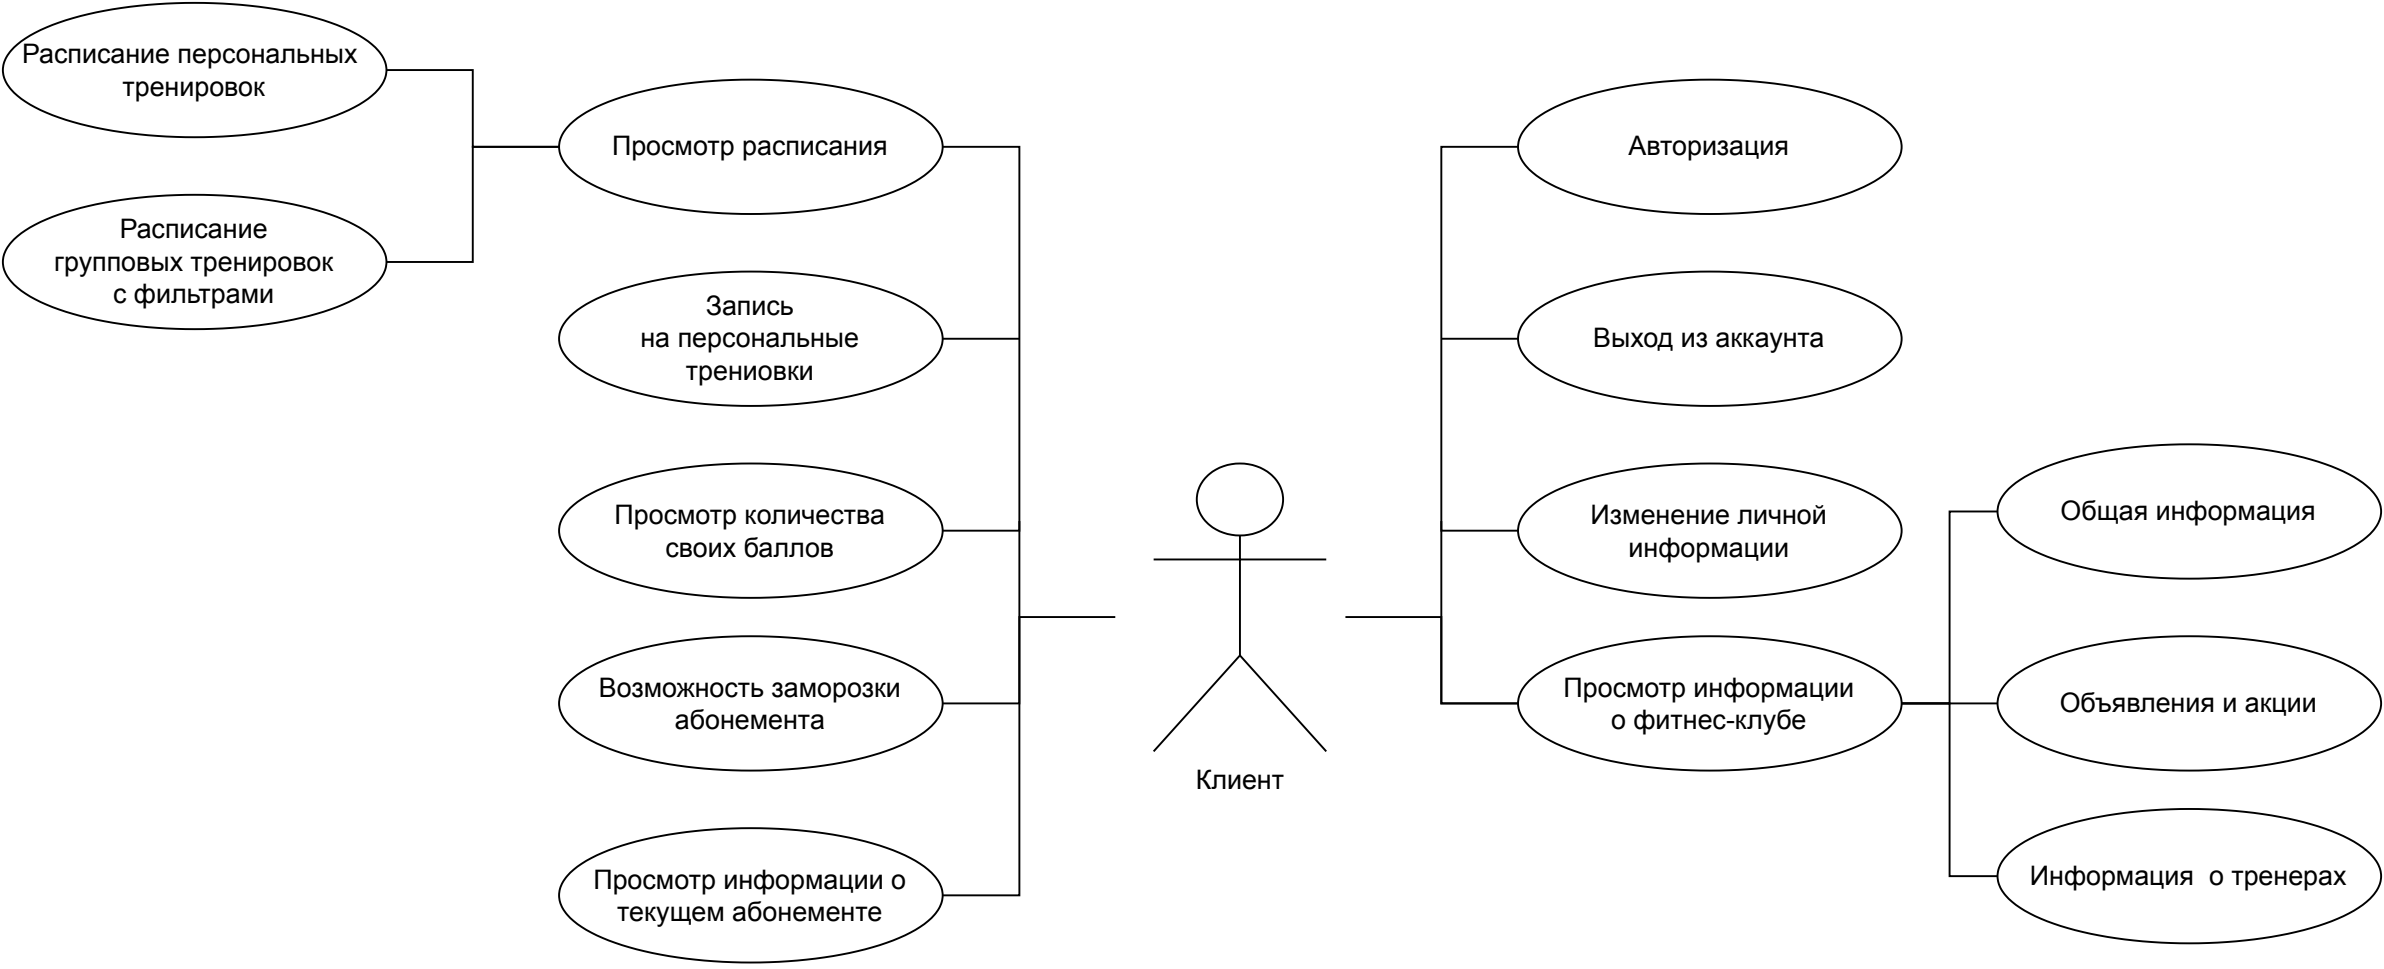 Расписание персональных
тренировок
Расписание
групповых тренировок
с фильтрами
Просмотр расписания
Запись
на персональные
трениовки
Просмотр количества
своих баллов
Возможность заморозки
абонемента
Просмотр информации о
текущем абонементе
Клиент
Авторизация
Выход из аккаунта
Изменение личной
информации
Просмотр информации
о фитнес-клубе
Общая информация
Объявления и акции
Информация  о тренерах